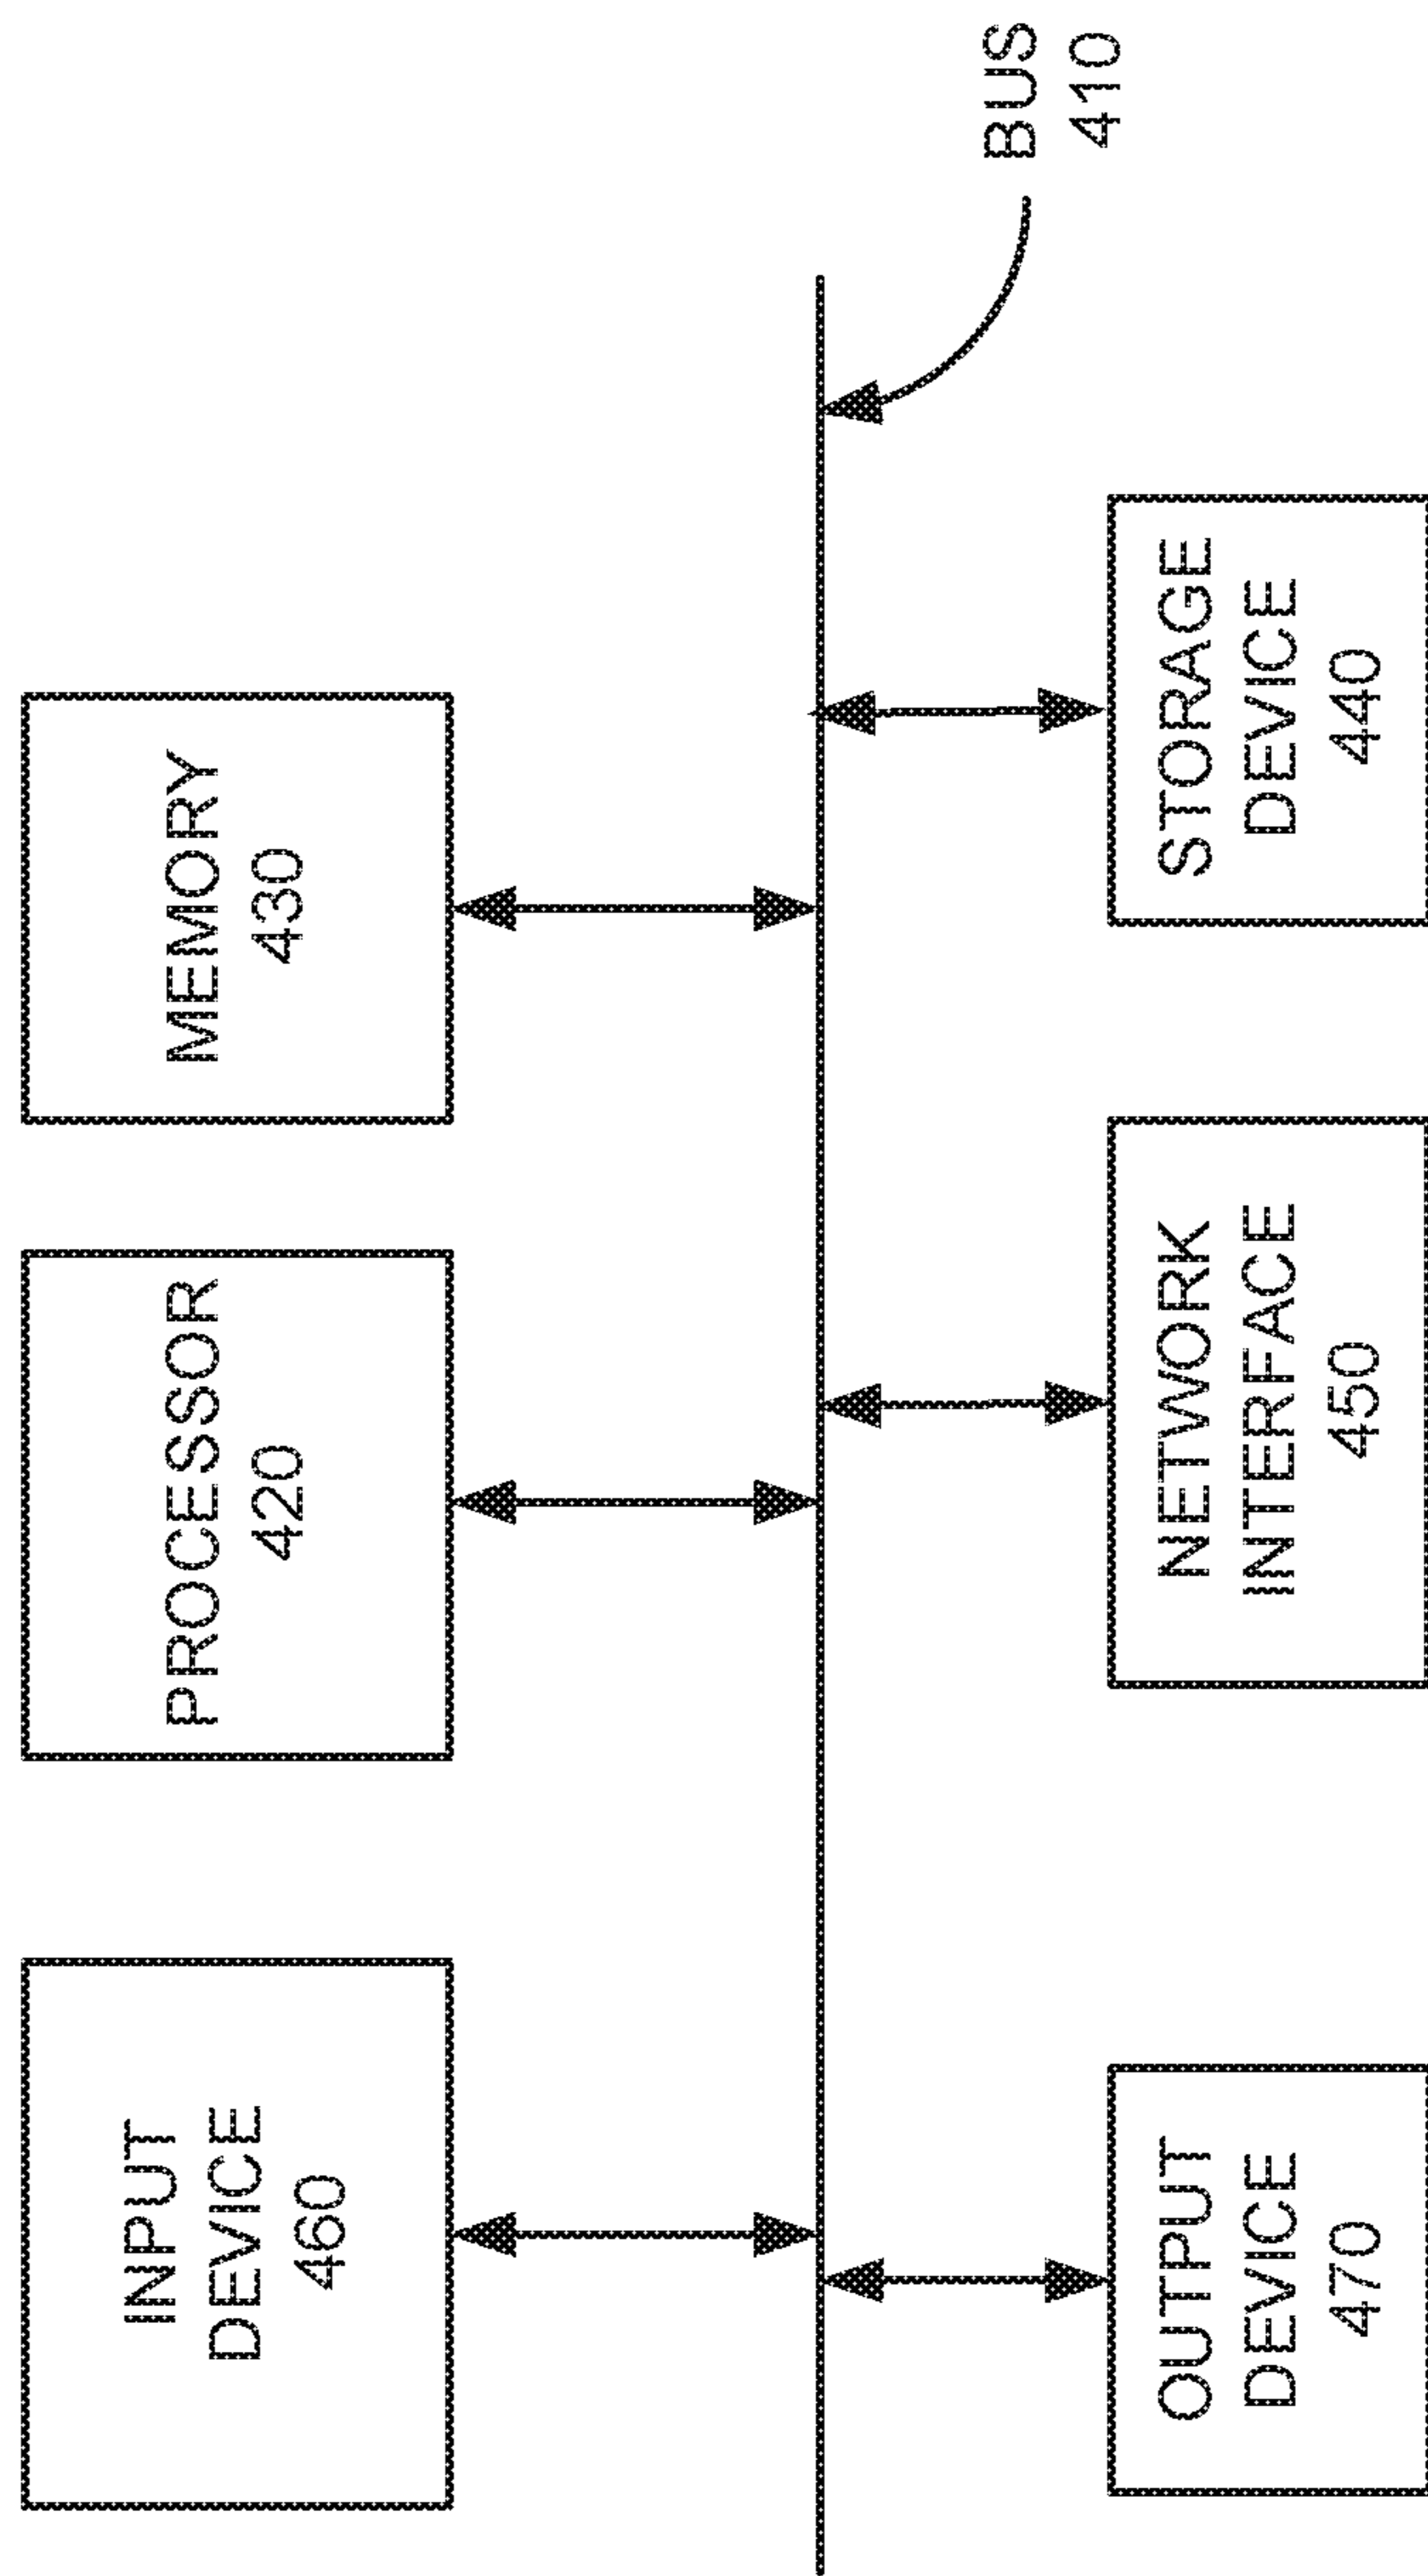 INPUT
DEVICE
460
PROCESSOR
420
MEMORY
430
BUS
410
OUTPUT
DEVICE
470
NETWORK
INTERFACE
450
STORAGE
DEVICE
440